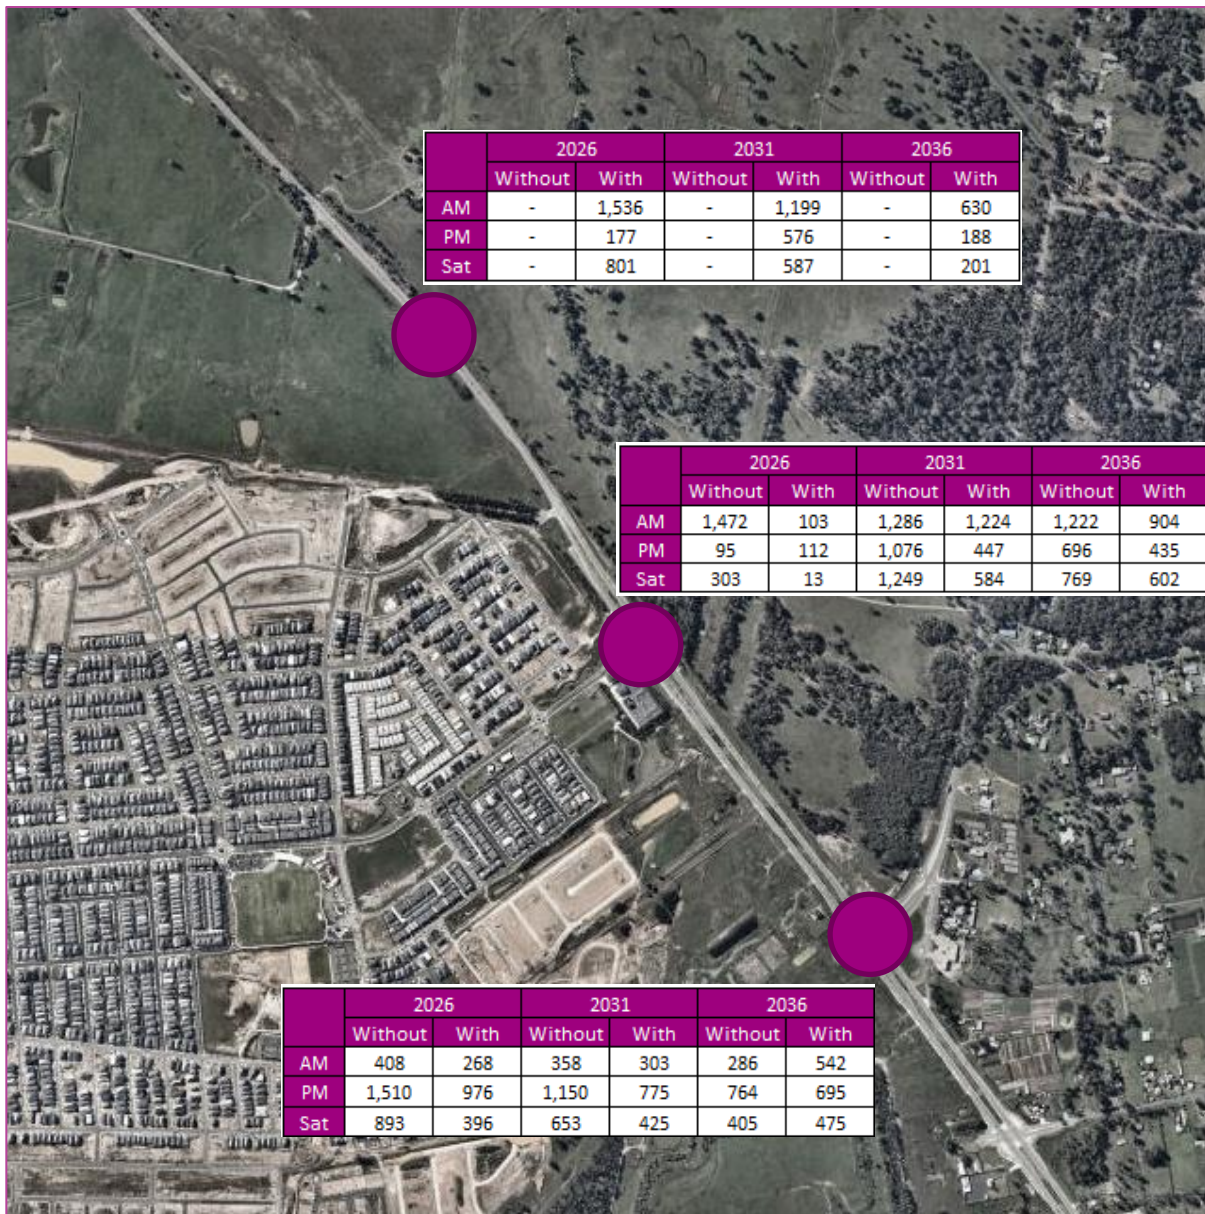 2026 2031 2036
Without With Without With Without With
AM - 1,536 - 1,199 - 630
PM - 177 - 576 - 188
Sat - 801 - 587 - 201
2026 2031 2036
Without With Without With Without With
AM 1,472 103 1,286 1,224 1,222 904
PM 95 112 1,076 447 696 435
Sat 303 13 1,249 584 769 602
2026 2031 2036
Without With Without With Without With
AM 408 268 358 303 286 542
PM 1,510 976 1,150 775 764 695
Sat 893 396 653 425 405 475